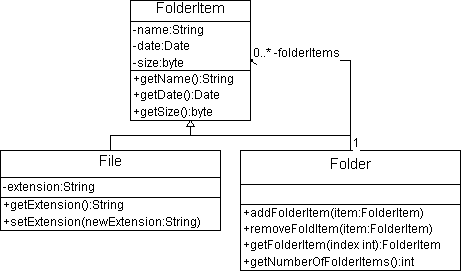 FolderItem
-name:String
-date:Date
-size:byte
+getName():String
+getDate():Date
+getSize():byte
0..* -folderItems
1
File
-extension:String
+getExtension():String
+setExtension(newExtension:String)
Folder
+addFolderItem(item:FolderItem)
+removeFoldItem(item:FolderItem)
+getFolderItem(index int):FolderItem
+getNumberOfFolderItems():int